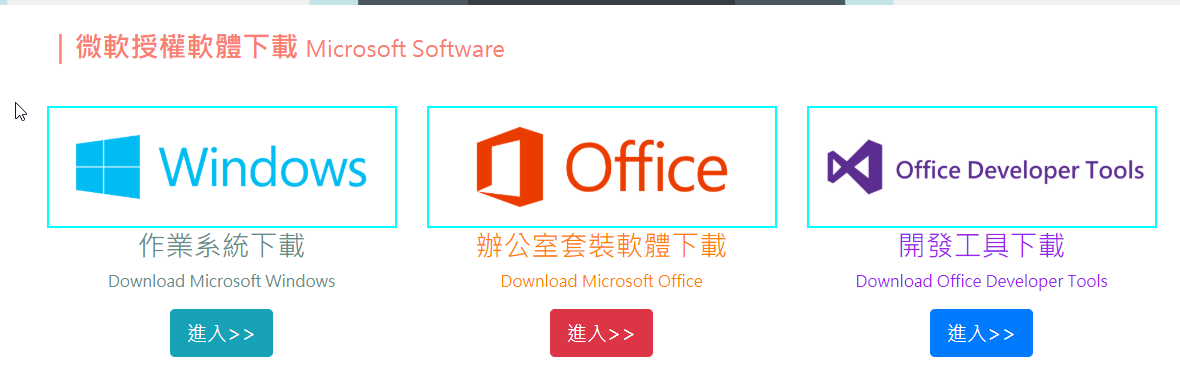 ｜微軟授權軟體下載 Microsoft Software
Windows
Office
Office Developer Tools
作業系統下載
辦公室套裝軟體下載
開發工具下載
Download Microsoft Windows
Download Microsoft Office
Download Office Developer Tools
進入>>
進入>>
進入>>